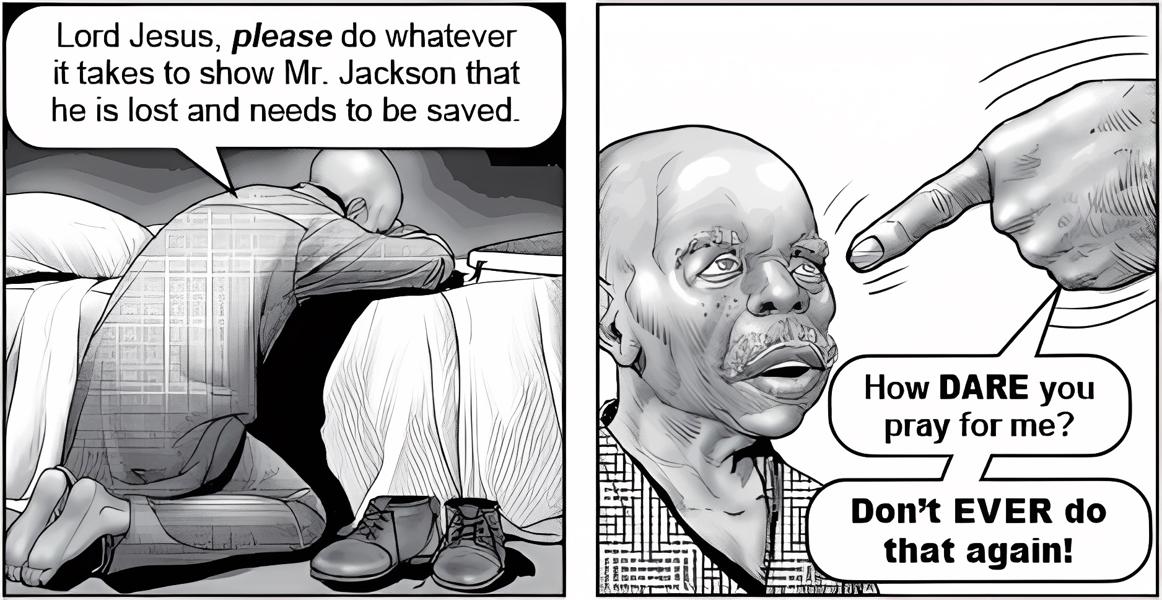 Lord Jesus, please do whatever
it takes to show Mr. Jackson that
he is lost and needs to be saved.
How DARE you
pray for me?
Don't EVER do
that again!